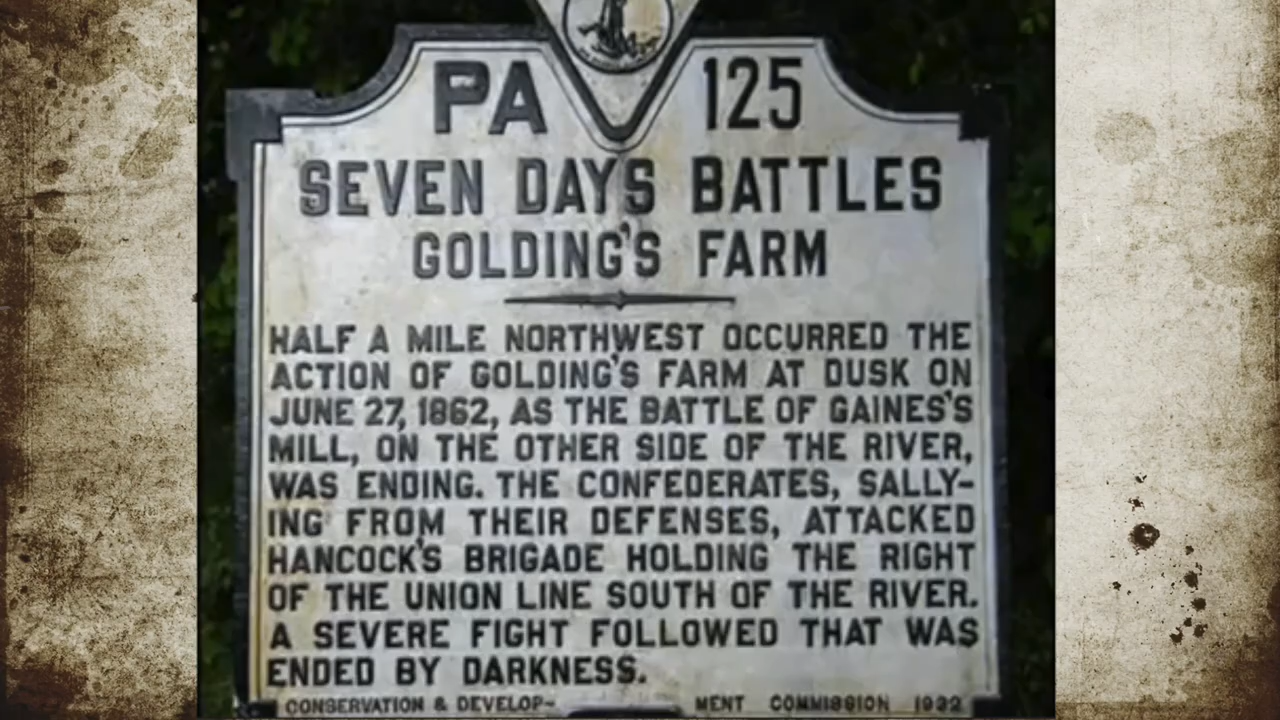 PA 125
SEVEN DAYS BATTLES
GOLDING'S FARM
HALF A MILE NORTHWEST OCCURRED THE
ACTION OF GOLDING'S FARM AT DUSK ON
JUNE 27, 1862, AS THE BATTLE OF GAINES'S
MILL, ON THE OTHER SIDE OF THE RIVER,
WAS ENDING. THE CONFEDERATES, SALLY-
ING FROM THEIR DEFENSES, ATTACKED
HANCOCK'S BRIGADE HOLDING THE RIGHT
OF THE UNION LINE SOUTH OF THE RIVER.
A SEVERE FIGHT FOLLOWED THAT WAS
ENDED BY DARKNESS.
CONSERVATION & DEVELOP- MENT COMMISSION 1932